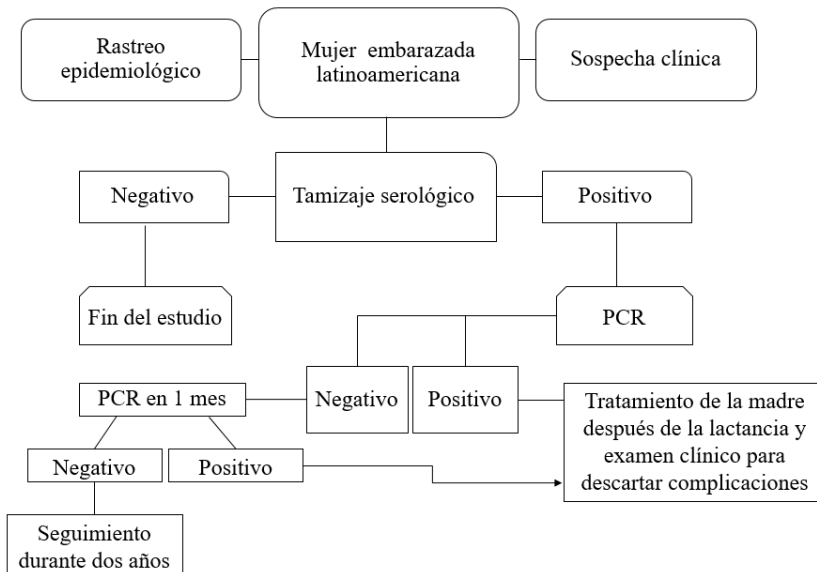 Rastreo
epidemiológico
Mujer embarazada
latinoamericana
Sospecha clínica
Negativo
Tamizaje serológico
Positivo
Fin del estudio
PCR
PCR en 1 mes
Negativo
Positivo
Tratamiento de la madre
después de la lactancia y
examen clínico para
descartar complicaciones
Negativo
Positivo
Seguimiento
durante dos años